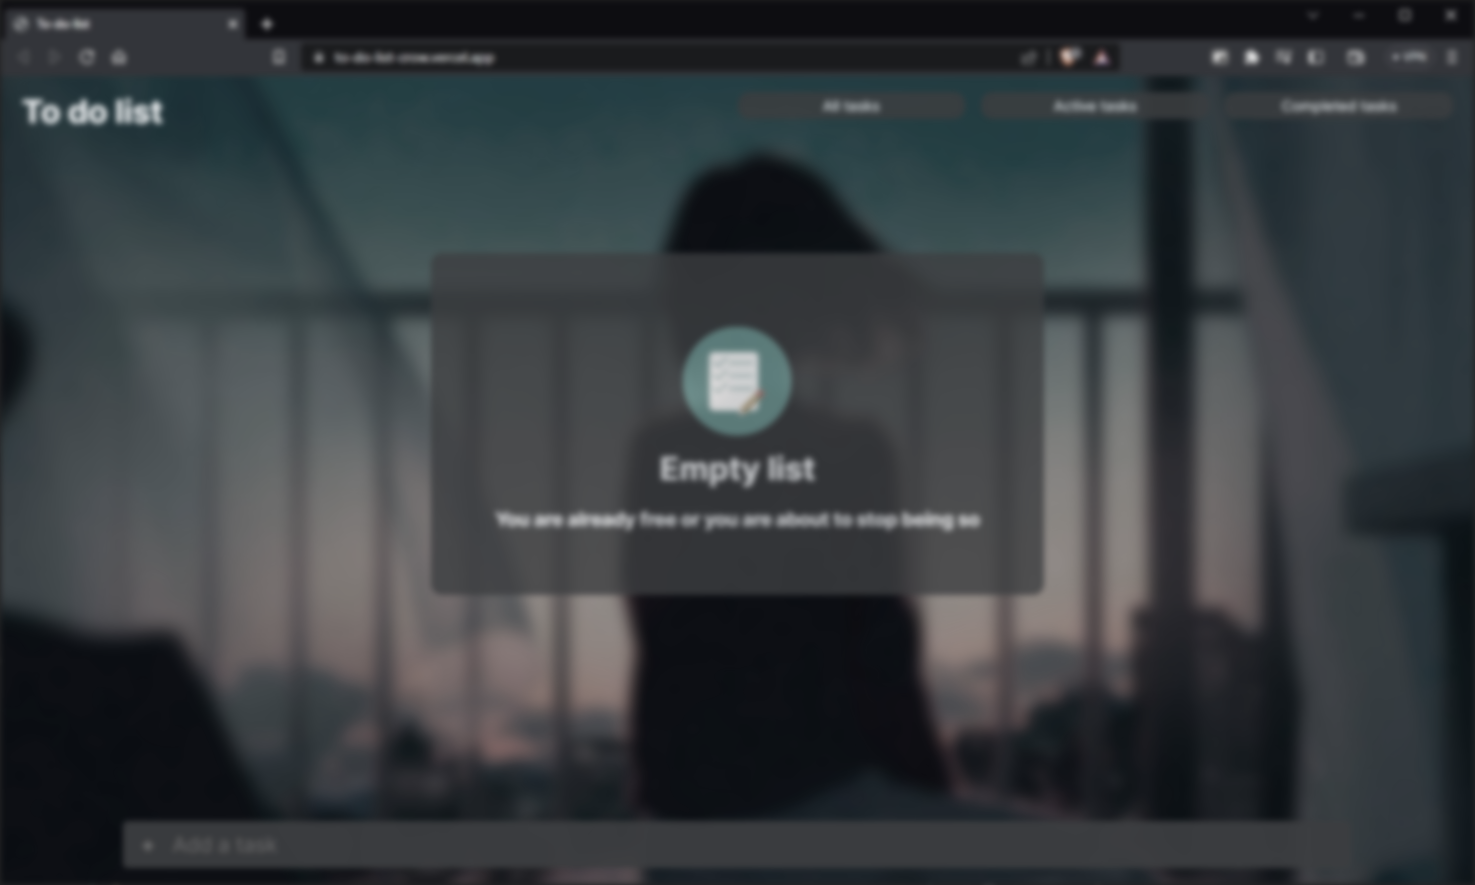 To do list
To do list
All tasks
Active tasks
Completed tasks
Empty list
You are already free or you are about to stop being so
+ Add a task